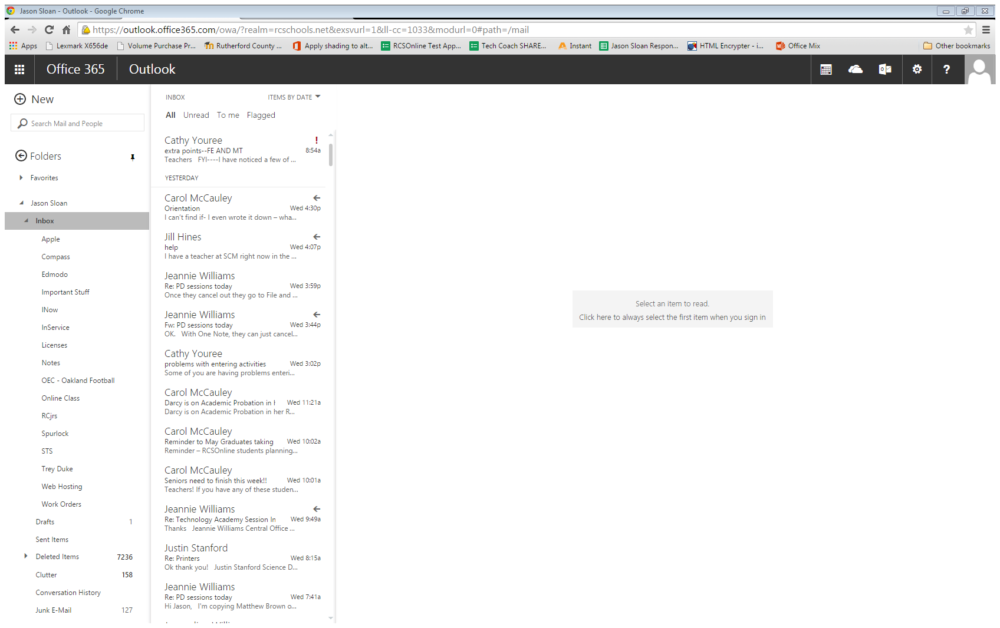 Jason Sloan - Outlook - Google Chrome
https://outlook.office365.com/owa/?realm=rcschools.net&exsvurl=1&ll-cc=1033&modurl=0#path=/mail
Apps Lexmark X656de Volume Purchase Pr... Rutherford County ... Apply shading to alt... RCSOnline Test App... Tech Coach SHARE... Instant Jason Sloan Respon... HTML Encrypter - i... Office Mix Other bookmarks
Office 365 Outlook ?
New
Search Mail and People
Folders
Favorites
Jason Sloan
Inbox
Apple
Compass
Edmodo
Important Stuff
INow
InService
Licenses
Notes
OEC - Oakland Football
Online Class
RCjrs
Spurlock
STS
Trey Duke
Web Hosting
Work Orders
Drafts 1
Sent Items
Deleted Items 7236
Clutter 158
Conversation History
Junk E-Mail 127
INBOX ITEMS BY DATE
All Unread To me Flagged
Cathy Youree !
extra points--FE AND MT 8:54a
Teachers FYI----I have noticed a few of ...
YESTERDAY
Carol McCauley
Orientation Wed 4:30p
I can't find if- I even wrote it down – wha...
Jill Hines
help Wed 4:07p
I have a teacher at SCM right now in the ...
Jeannie Williams
Re: PD sessions today Wed 3:59p
Once they cancel out they go to File and ...
Jeannie Williams
Fw: PD sessions today Wed 3:44p
OK. With One Note, they can just cancel...
Cathy Youree
problems with entering activities Wed 3:02p
Some of you are having problems enteri...
Carol McCauley
Darcy is on Academic Probation in Wed 11:21a
Darcy is on Academic Probation in her R...
Carol McCauley
Reminder to May Graduates taking Wed 10:02a
Reminder – RCSOnline students planning...
Carol McCauley
Seniors need to finish this week!! Wed 10:01a
Teachers! If you have any of these studen...
Jeannie Williams
Re: Technology Academy Session In Wed 9:49a
Thanks Jeannie Williams Central Office ...
Justin Stanford
Re: Printers Wed 8:15a
Ok thank you! Justin Stanford Science D...
Jeannie Williams
Re: PD sessions today Wed 7:41a
Hi Jason, I'm copying Matthew Brown o...
Select an item to read.
Click here to always select the first item when you sign in